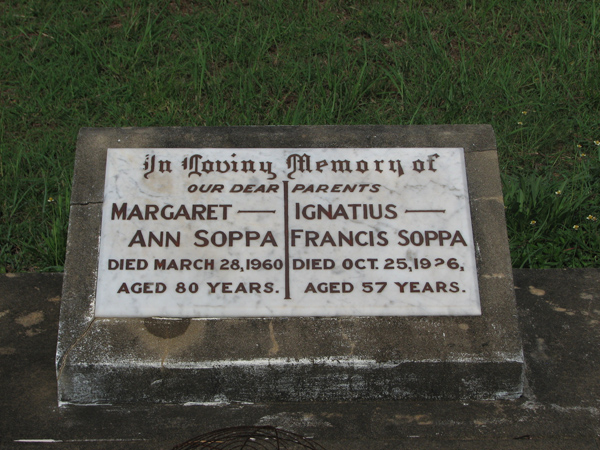 In Loving Memory of
OUR DEAR PARENTS
MARGARET —
ANN SOPPA
DIED MARCH 28, 1960
AGED 80 YEARS.
IGNATIUS —
FRANCIS SOPPA
DIED OCT. 25, 1926,
AGED 57 YEARS.